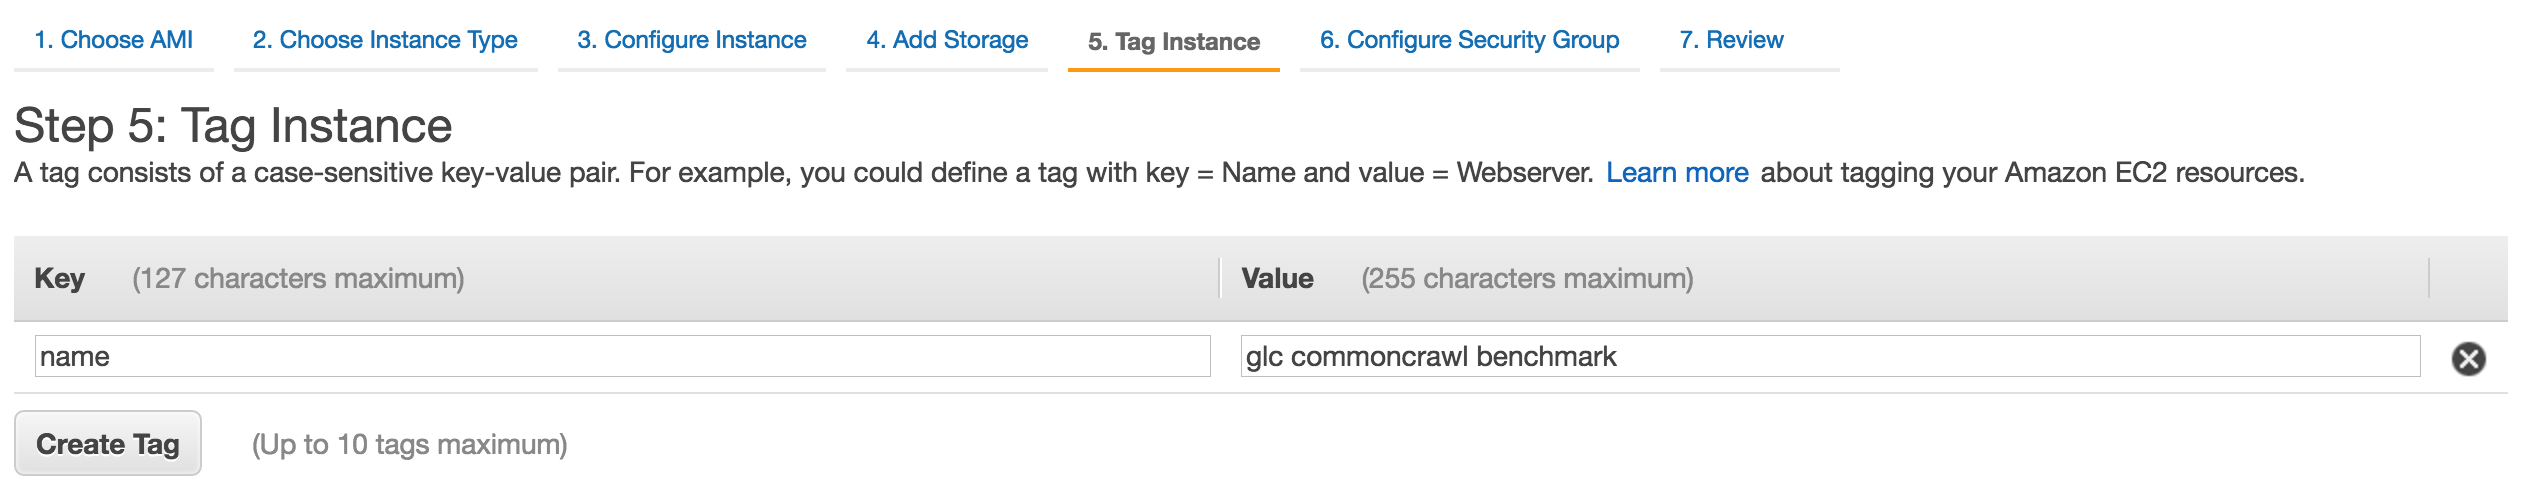 1. Choose AMI 2. Choose Instance Type 3. Configure Instance 4. Add Storage 5. Tag Instance 6. Configure Security Group 7. Review
Step 5: Tag Instance
A tag consists of a case-sensitive key-value pair. For example, you could define a tag with key = Name and value = Webserver. Learn more about tagging your Amazon EC2 resources.
Key (127 characters maximum) Value (255 characters maximum)
name glc commoncrawl benchmark
Create Tag (Up to 10 tags maximum)